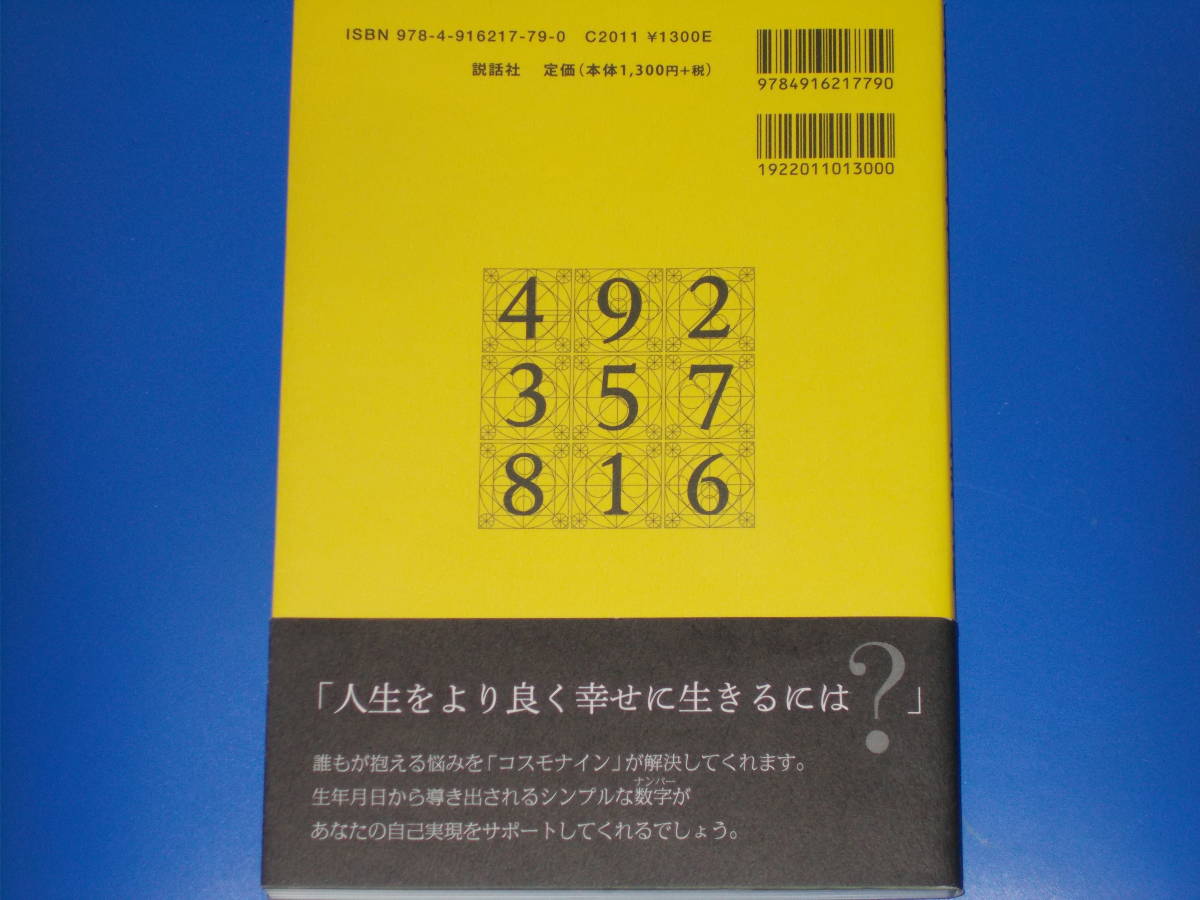 ISBN 978-4-916217-79-0 C2011 ¥1300E
説話社 定価(本体1,300円+税)
9784916217790
1922011013000
4 9 2
3 5 7
8 1 6
「人生をより良く幸せに生きるには?」
誰もが抱える悩みを「コスモナイン」が解決してくれます。
ナンバー
生年月日から導き出されるシンプルな数字が
あなたの自己実現をサポートしてくれるでしょう。